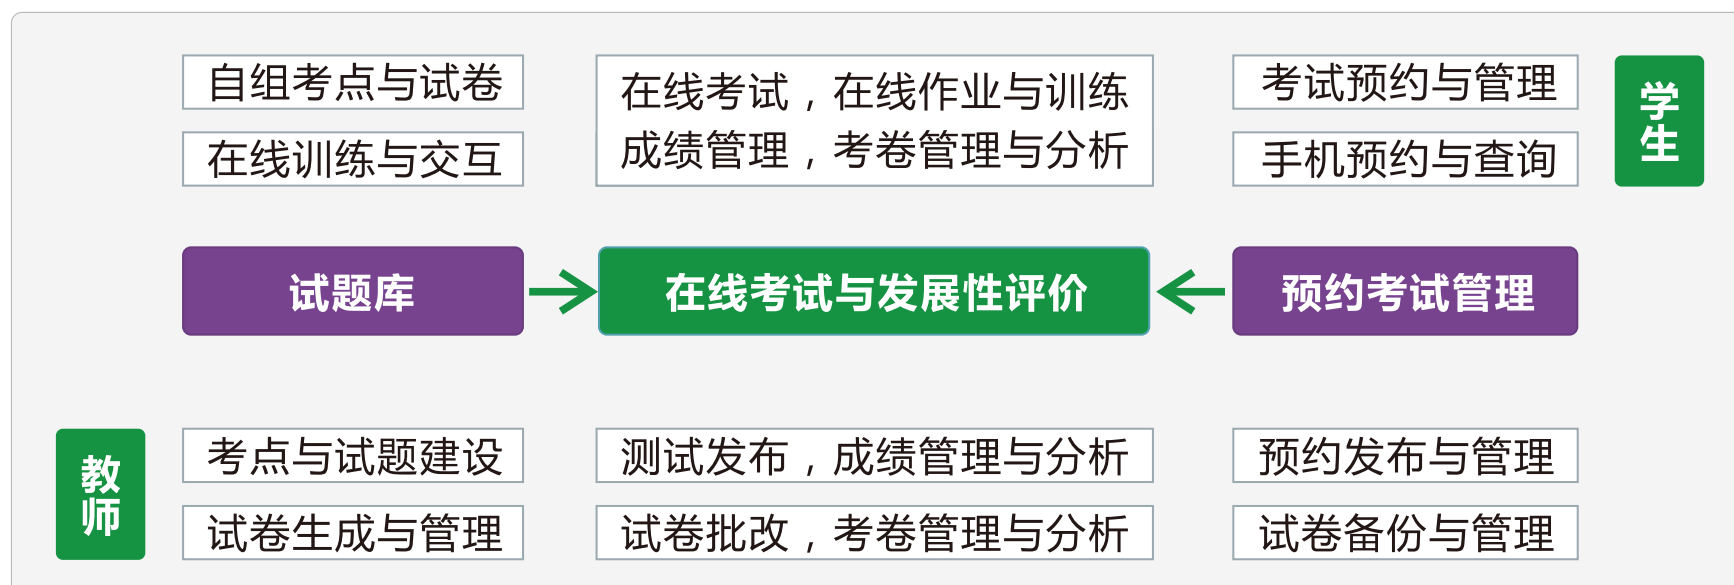 自组考点与试卷
在线训练与交互
在线考试，在线作业与训练
成绩管理，考卷管理与分析
考试预约与管理
手机预约与查询
学生
试题库
在线考试与发展性评价
预约考试管理
教师
考点与试题建设
试卷生成与管理
测试发布，成绩管理与分析
试卷批改，考卷管理与分析
预约发布与管理
试卷备份与管理